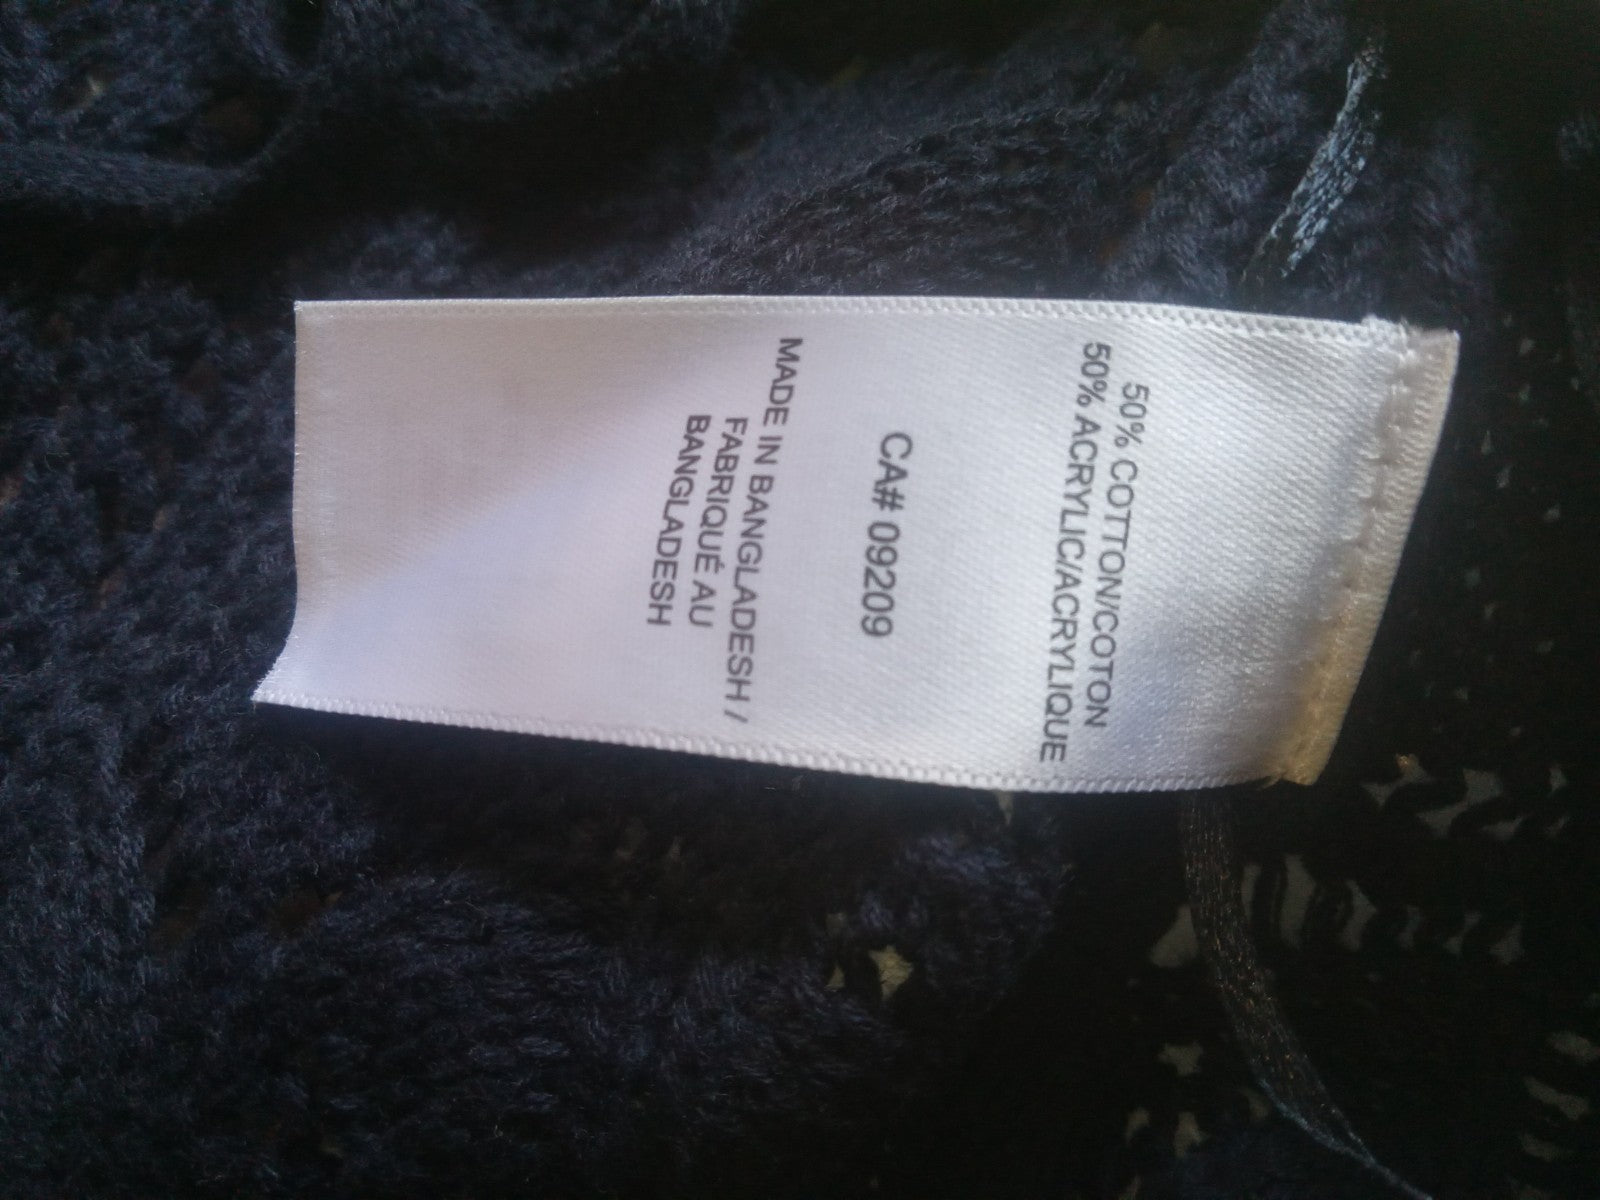 50% COTTON/COTON
50% ACRYLIC/ACRYLIQUE
CA# 09209
MADE IN BANGLADESH /
FABRIQUÉ AU
BANGLADESH